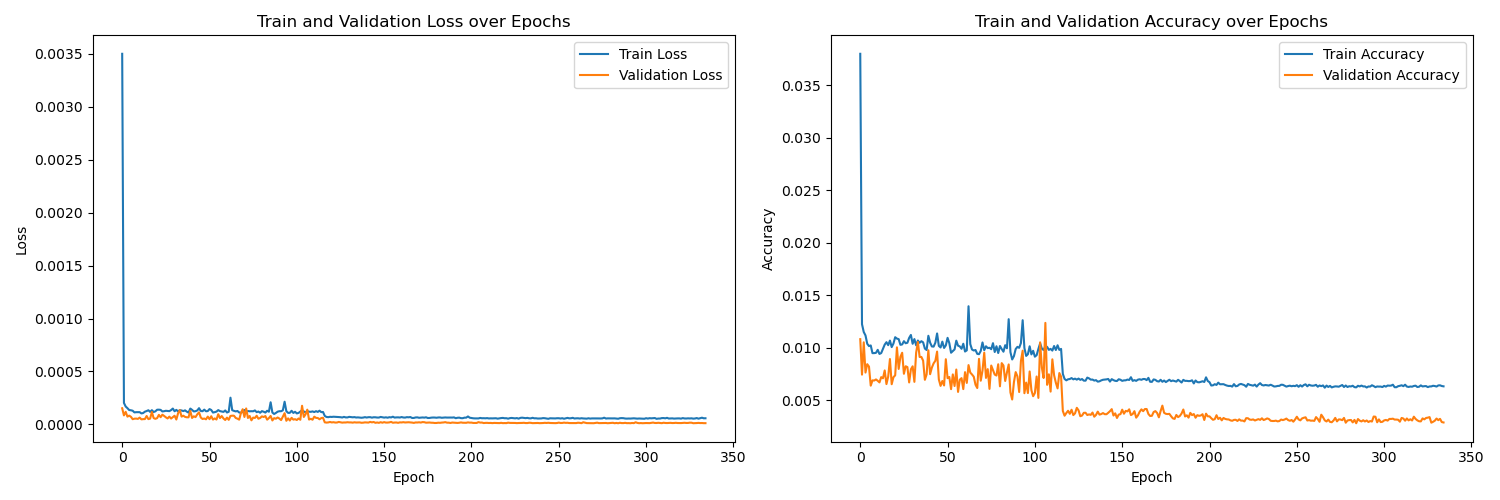 Train and Validation Loss over Epochs
Train Loss
Validation Loss
0.0035
0.0030
0.0025
0.0020
0.0015
0.0010
0.0005
0.0000
Loss
0 50 100 150 200 250 300 350
Epoch
Train and Validation Accuracy over Epochs
Train Accuracy
Validation Accuracy
0.035
0.030
0.025
0.020
0.015
0.010
0.005
Accuracy
0 50 100 150 200 250 300 350
Epoch